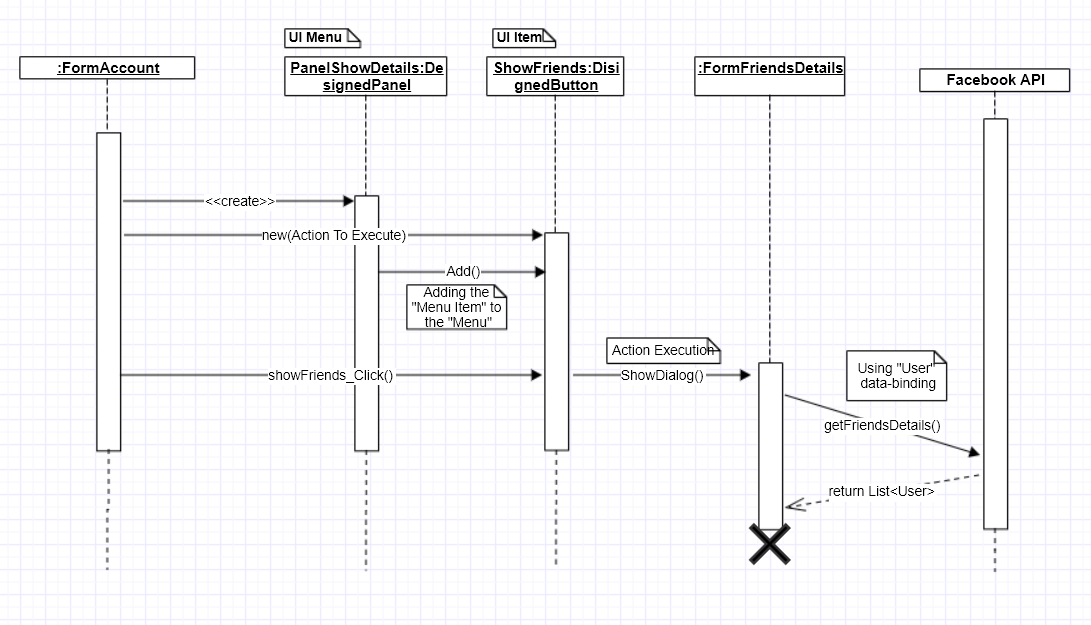 UI Menu
UI Item
:FormAccount
PanelShowDetails:De
signedPanel
ShowFriends:Disi
gnedButton
:FormFriendsDetails
Facebook API
<<create>>
new(Action To Execute)
Add()
Adding the
"Menu Item" to
the "Menu"
Action Execution
showFriends_Click()
ShowDialog()
Using "User"
data-binding
getFriendsDetails()
return List<User>